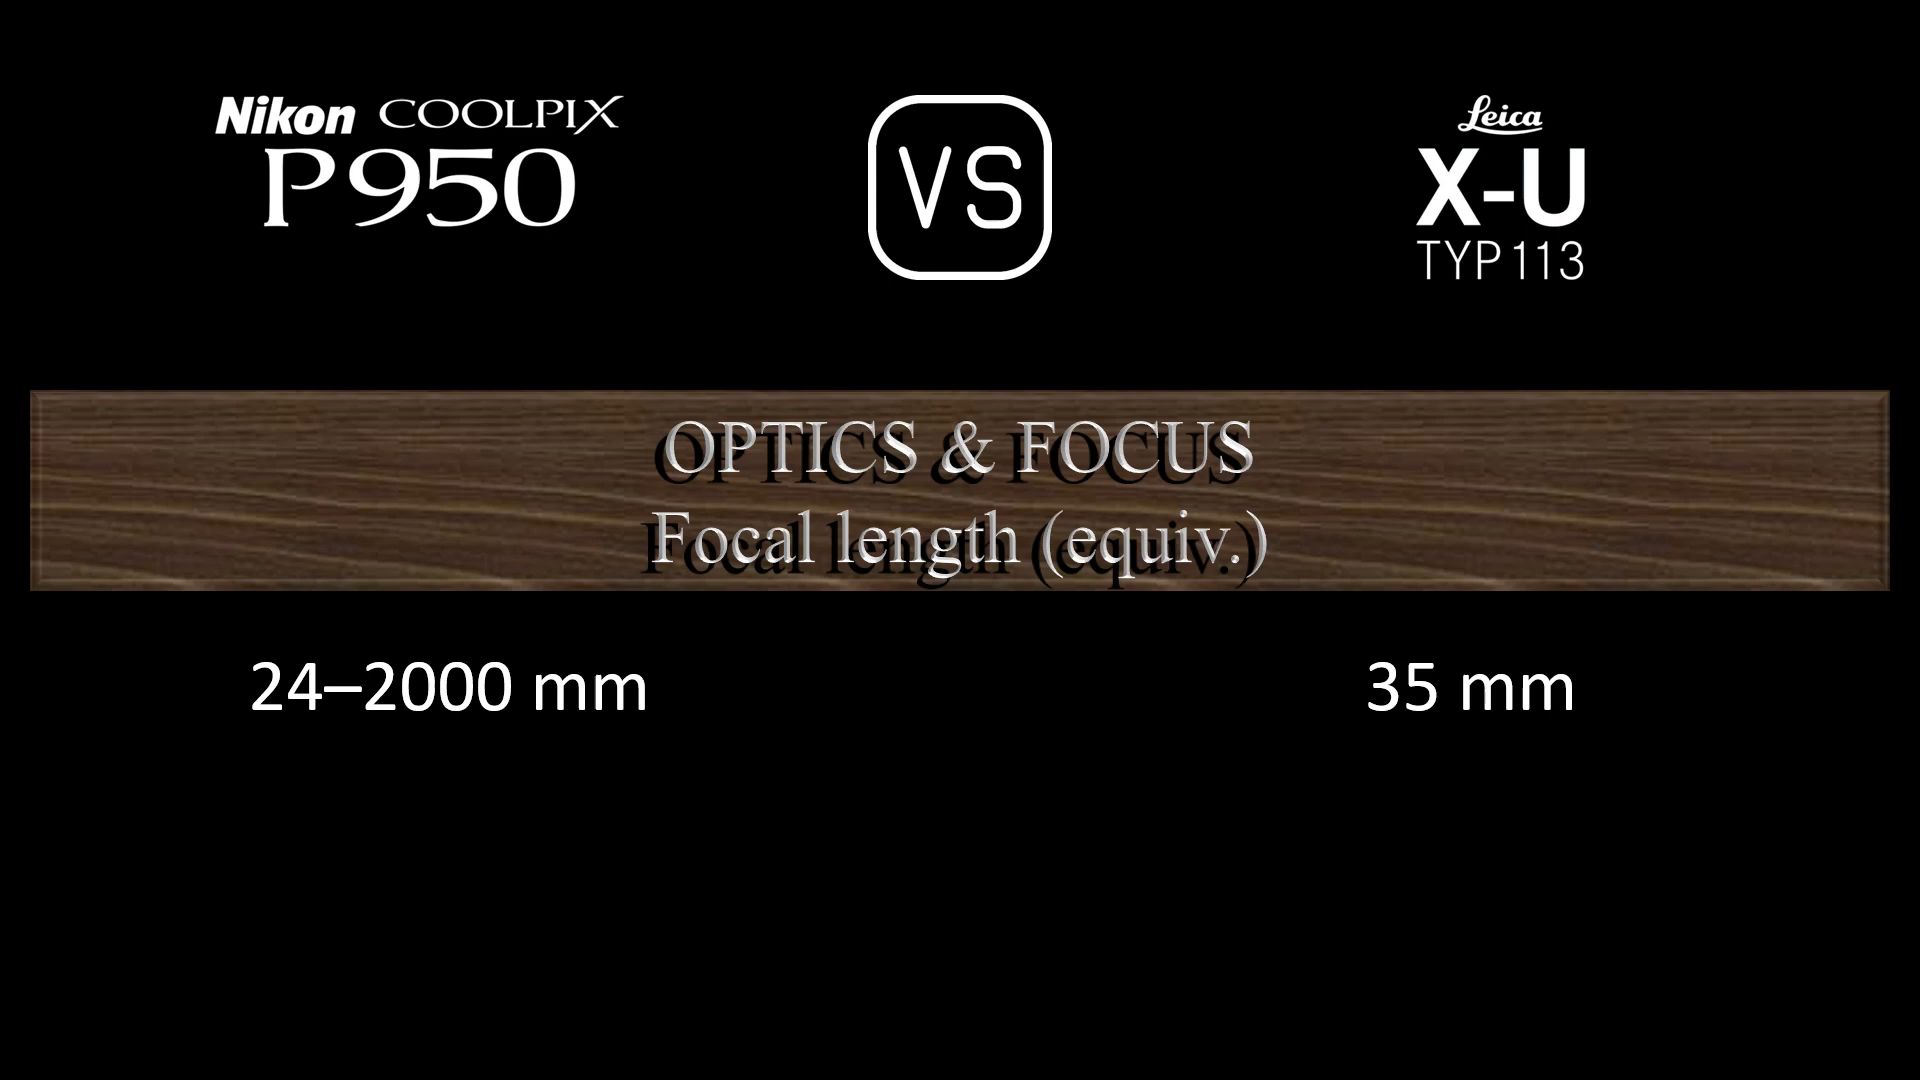 Nikon COOLPIX
P950
VS
Leica
X-U
TYP 113
OPTICS & FOCUS
Focal length (equiv.)
24–2000 mm
35 mm